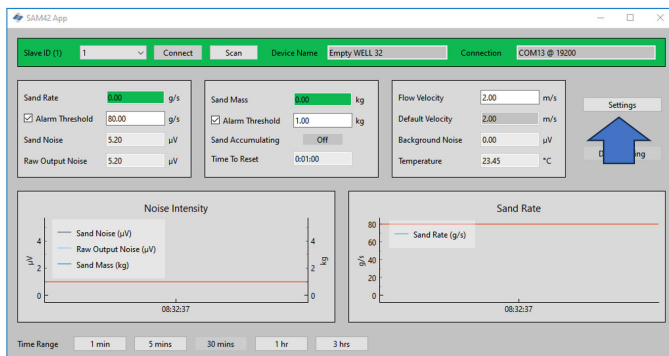 SAM42 App
Slave ID (1) 1 Connect Scan Device Name Empty WELL 32 Connection COM13 @ 19200
Sand Rate 0.00 g/s
Alarm Threshold 80.00 g/s
Sand Noise 5.20 µV
Raw Output Noise 5.20 µV
Sand Mass 0.00 kg
Alarm Threshold 1.00 kg
Sand Accumulating Off
Time To Reset 0:01:00
Flow Velocity 2.00 m/s
Default Velocity 2.00 m/s
Background Noise 0.00 µV
Temperature 23.45 °C
Settings
Noise Intensity
Sand Noise (µV)
Raw Output Noise (µV)
Sand Mass (kg)
µV
4
2
0
kg
4
2
0
08:32:37
Sand Rate
Sand Rate (g/s)
g/s
80
60
40
20
0
08:32:37
Time Range 1 min 5 mins 30 mins 1 hr 3 hrs